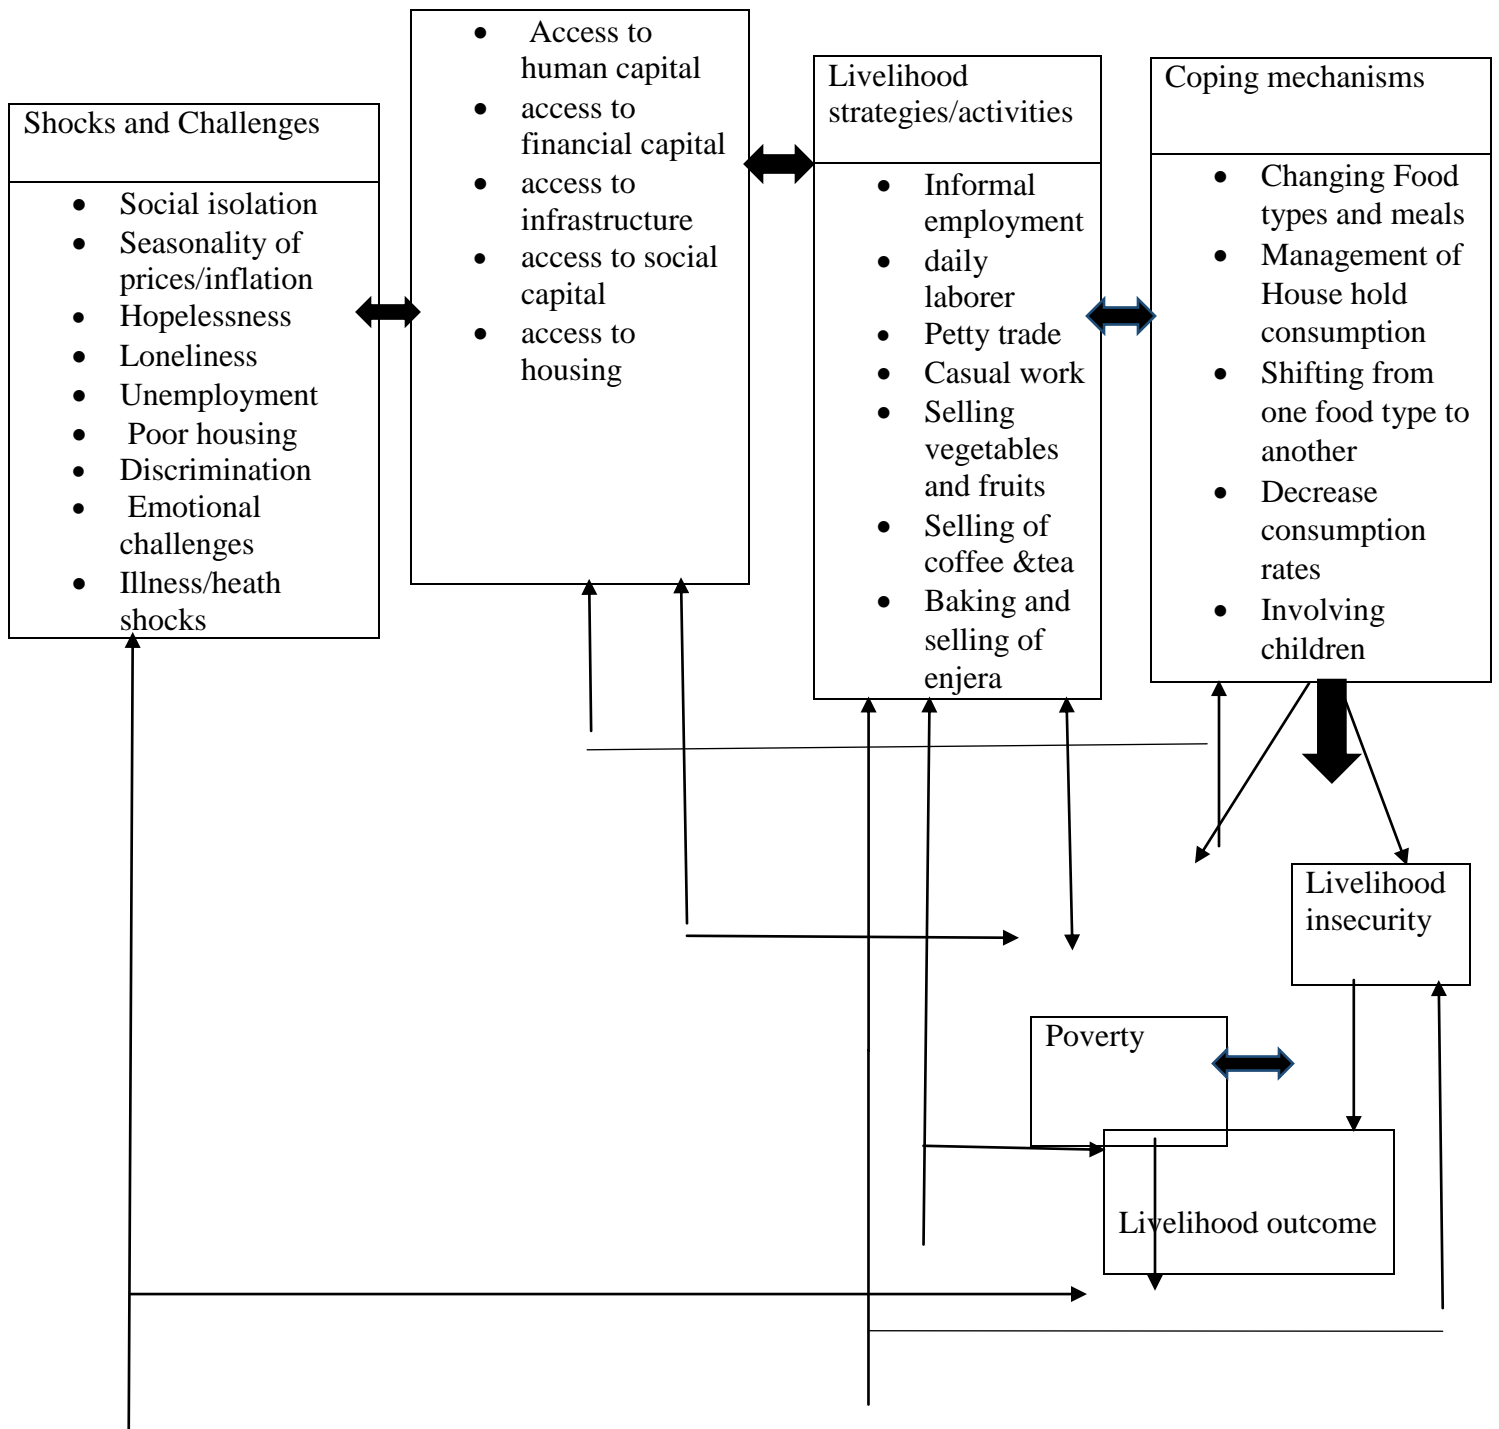 Shocks and Challenges
• Social isolation
• Seasonality of
prices/inflation
• Hopelessness
• Loneliness
• Unemployment
• Poor housing
• Discrimination
• Emotional
challenges
• Illness/heath
shocks
• Access to
human capital
• access to
financial capital
• access to
infrastructure
• access to social
capital
• access to
housing
Livelihood
strategies/activities
• Informal
employment
• daily
laborer
• Petty trade
• Casual work
• Selling
vegetables
and fruits
• Selling of
coffee &tea
• Baking and
selling of
enjera
Coping mechanisms
• Changing Food
types and meals
• Management of
House hold
consumption
• Shifting from
one food type to
another
• Decrease
consumption
rates
• Involving
children
Livelihood
insecurity
Poverty
Livelihood outcome